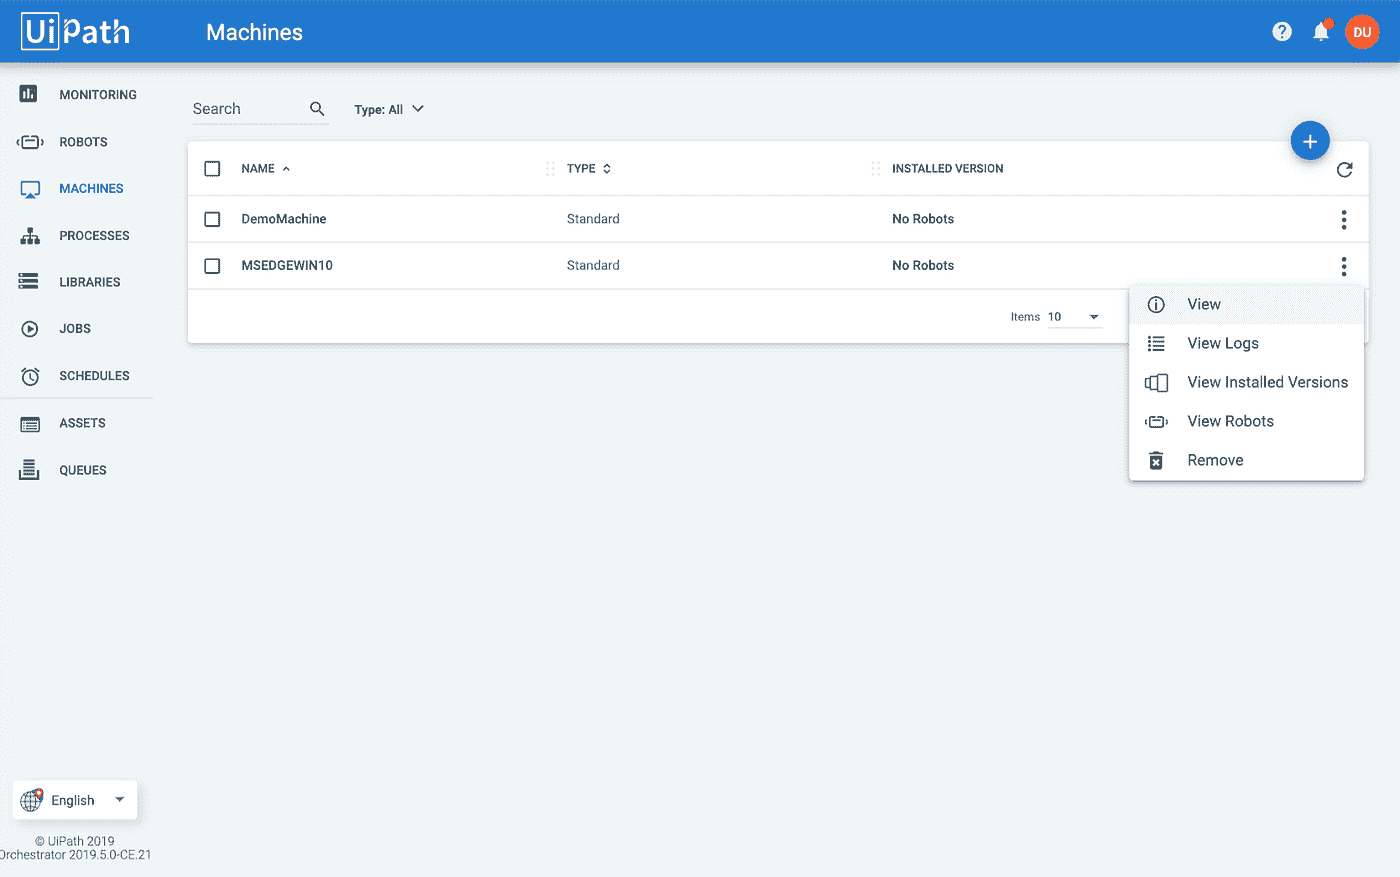 UiPath
Machines
DU
MONITORING
ROBOTS
MACHINES
PROCESSES
LIBRARIES
JOBS
SCHEDULES
ASSETS
QUEUES
Search
Type: All
NAME TYPE INSTALLED VERSION
DemoMachine Standard No Robots
MSEDGEWIN10 Standard No Robots
Items 10
View
View Logs
View Installed Versions
View Robots
Remove
English
© UiPath 2019
Orchestrator 2019.5.0-CE.21